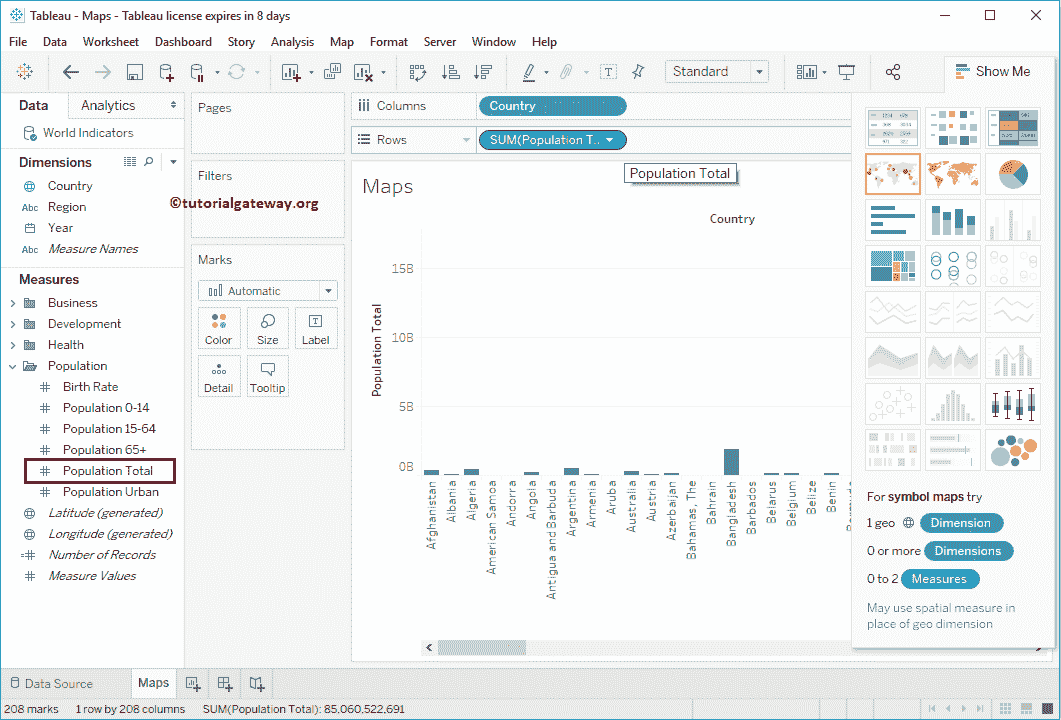 Tableau - Maps - Tableau license expires in 8 days
File Data Worksheet Dashboard Story Analysis Map Format Server Window Help
Standard
Show Me
Data Analytics
World Indicators
Dimensions
Country
Abc Region
Year
Abc Measure Names
Measures
Business
Development
Health
Population
Birth Rate
Population 0-14
Population 15-64
Population 65+
Population Total
Population Urban
Latitude (generated)
Longitude (generated)
Number of Records
Measure Values
Pages
Filters
©tutorialgateway.org
Marks
Automatic
Color Size Label
Detail Tooltip
Columns Country
Rows SUM(Population T..
Population Total
Maps
Country
Population Total
15B
10B
5B
0B
Afghanistan
Albania
Algeria
American Samoa
Andorra
Angola
Antigua and Barbuda
Argentina
Armenia
Aruba
Australia
Austria
Azerbaijan
Bahamas, The
Bahrain
Bangladesh
Barbados
Belarus
Belgium
Belize
Benin
For symbol maps try
1 geo Dimension
0 or more Dimensions
0 to 2 Measures
May use spatial measure in
place of geo dimension
Data Source Maps
208 marks 1 row by 208 columns SUM(Population Total): 85,060,522,691